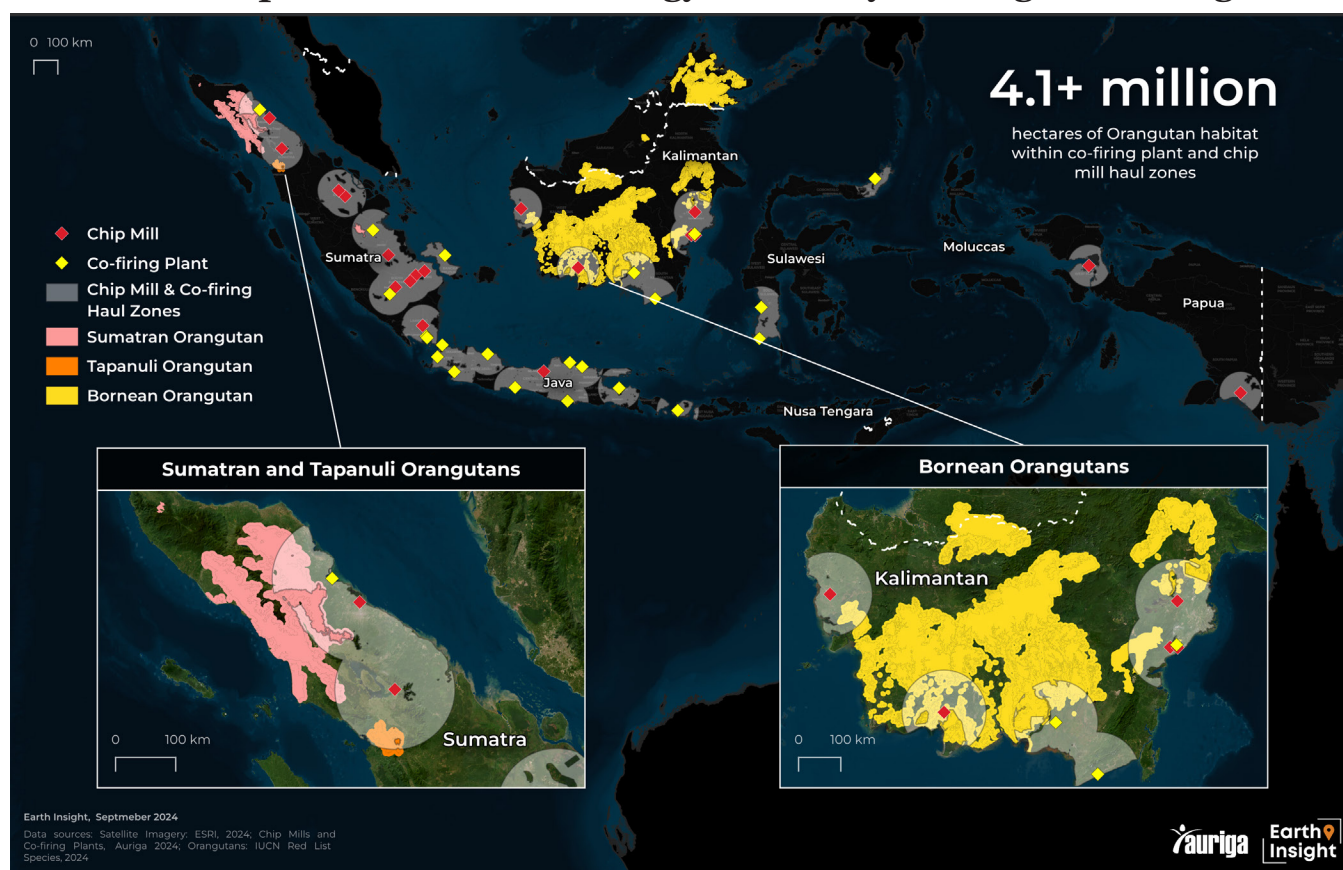 0 100 km
4.1+ million
hectares of Orangutan habitat
within co-firing plant and chip
mill haul zones
Kalimantan
Chip Mill
Co-firing Plant
Chip Mill & Co-firing
Haul Zones
Sumatran Orangutan
Tapanuli Orangutan
Bornean Orangutan
Sumatra
Sulawesi
Moluccas
Papua
Java
Nusa Tengara
Sumatran and Tapanuli Orangutans
Sumatra
0 100 km
Bornean Orangutans
Kalimantan
0 100 km
Earth Insight, Septmeber 2024
Data sources: Satellite Imagery: ESRI, 2024; Chip Mills and
Co-firing Plants, Auriga 2024; Orangutans: IUCN Red List
Species, 2024
auriga
Earth
Insight